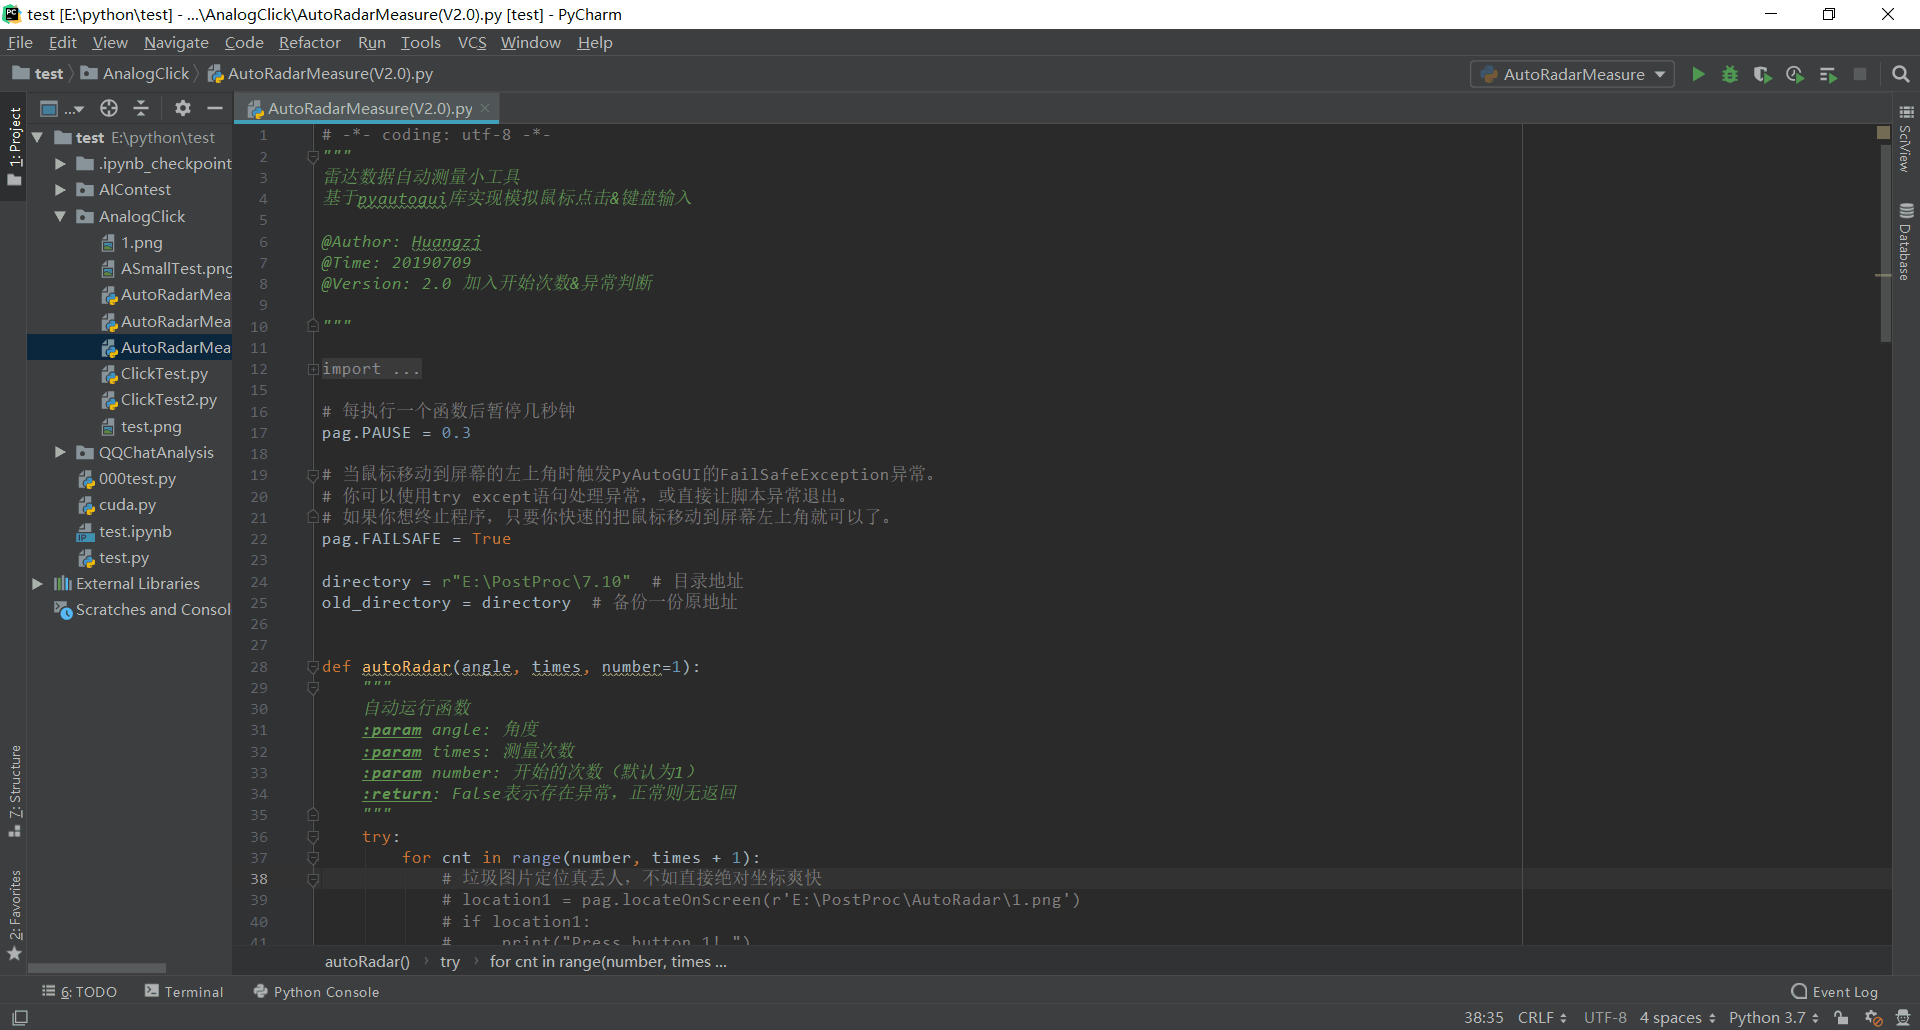 test [E:\python\test] - ...\AnalogClick\AutoRadarMeasure(V2.0).py [test] - PyCharm
File Edit View Navigate Code Refactor Run Tools VCS Window Help
test AnalogClick AutoRadarMeasure(V2.0).py AutoRadarMeasure
... AutoRadarMeasure(V2.0).py
1: Project
test E:\python\test
.ipynb_checkpoint
AIContest
AnalogClick
1.png
ASmallTest.png
AutoRadarMea
AutoRadarMea
AutoRadarMea
ClickTest.py
ClickTest2.py
test.png
QQChatAnalysis
000test.py
cuda.py
test.ipynb
test.py
External Libraries
Scratches and Consol
7: Structure
2: Favorites
1 # -*- coding: utf-8 -*-
2 """
3 雷达数据自动测量小工具
4 基于pyautogui库实现模拟鼠标点击&键盘输入
5
6 @Author: Huangzj
7 @Time: 20190709
8 @Version: 2.0 加入开始次数&异常判断
9
10 """
11
12 import ...
15
16 # 每执行一个函数后暂停几秒钟
17 pag.PAUSE = 0.3
18
19 # 当鼠标移动到屏幕的左上角时触发PyAutoGUI的FailSafeException异常。
20 # 你可以使用try except语句处理异常，或直接让脚本异常退出。
21 # 如果你想终止程序，只要你快速的把鼠标移动到屏幕左上角就可以了。
22 pag.FAILSAFE = True
23
24 directory = r"E:\PostProc\7.10"  # 目录地址
25 old_directory = directory  # 备份一份原地址
26
27
28 def autoRadar(angle, times, number=1):
29 """
30 自动运行函数
31 :param angle: 角度
32 :param times: 测量次数
33 :param number: 开始的次数（默认为1）
34 :return: False表示存在异常，正常则无返回
35 """
36 try:
37 for cnt in range(number, times + 1):
38 # 垃圾图片定位真丢人，不如直接绝对坐标爽快
39 # location1 = pag.locateOnScreen(r'E:\PostProc\AutoRadar\1.png')
40 # if location1:
41 #     print("Press button 1! ")
SciView
Database
autoRadar() try for cnt in range(number, times ...
6: TODO Terminal Python Console Event Log
38:35 CRLF UTF-8 4 spaces Python 3.7